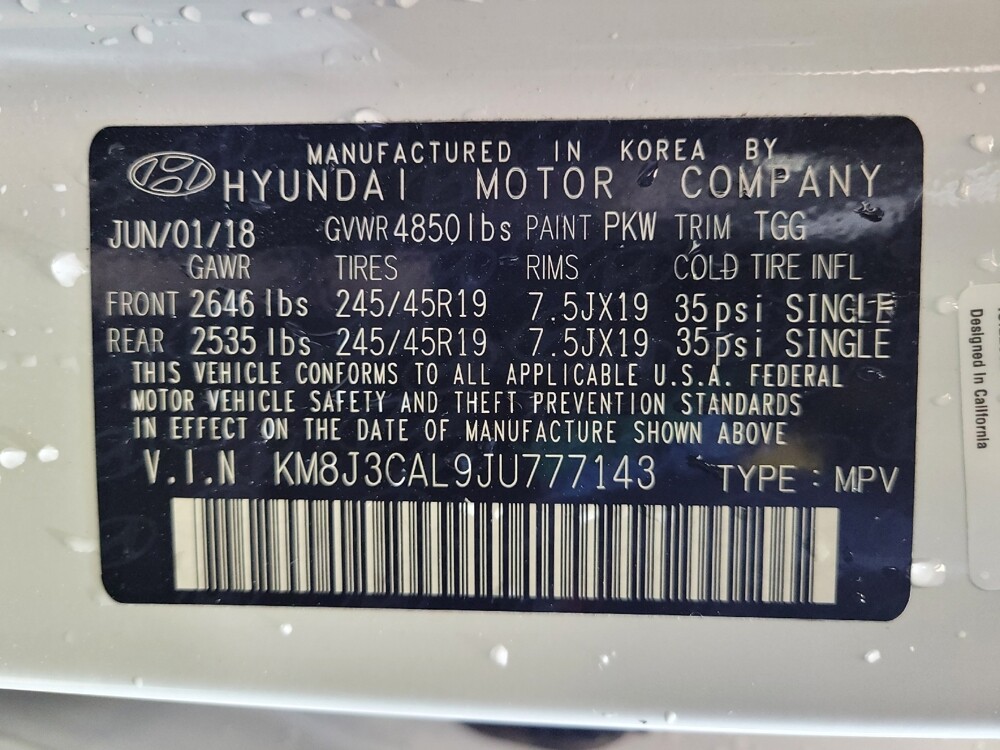 MANUFACTURED IN KOREA BY
HYUNDAI MOTOR COMPANY
JUN/01/18 GVWR 4850lbs PAINT PKW TRIM TGG
GAWR TIRES RIMS COLD TIRE INFL
FRONT 2646 lbs 245/45R19 7.5JX19 35psi SINGLE
REAR 2535 lbs 245/45R19 7.5JX19 35psi SINGLE
THIS VEHICLE CONFORMS TO ALL APPLICABLE U.S.A. FEDERAL
MOTOR VEHICLE SAFETY AND THEFT PREVENTION STANDARDS
IN EFFECT ON THE DATE OF MANUFACTURE SHOWN ABOVE
V.I.N KM8J3CAL9JU777143 TYPE : MPV
Designed In Calltfornia